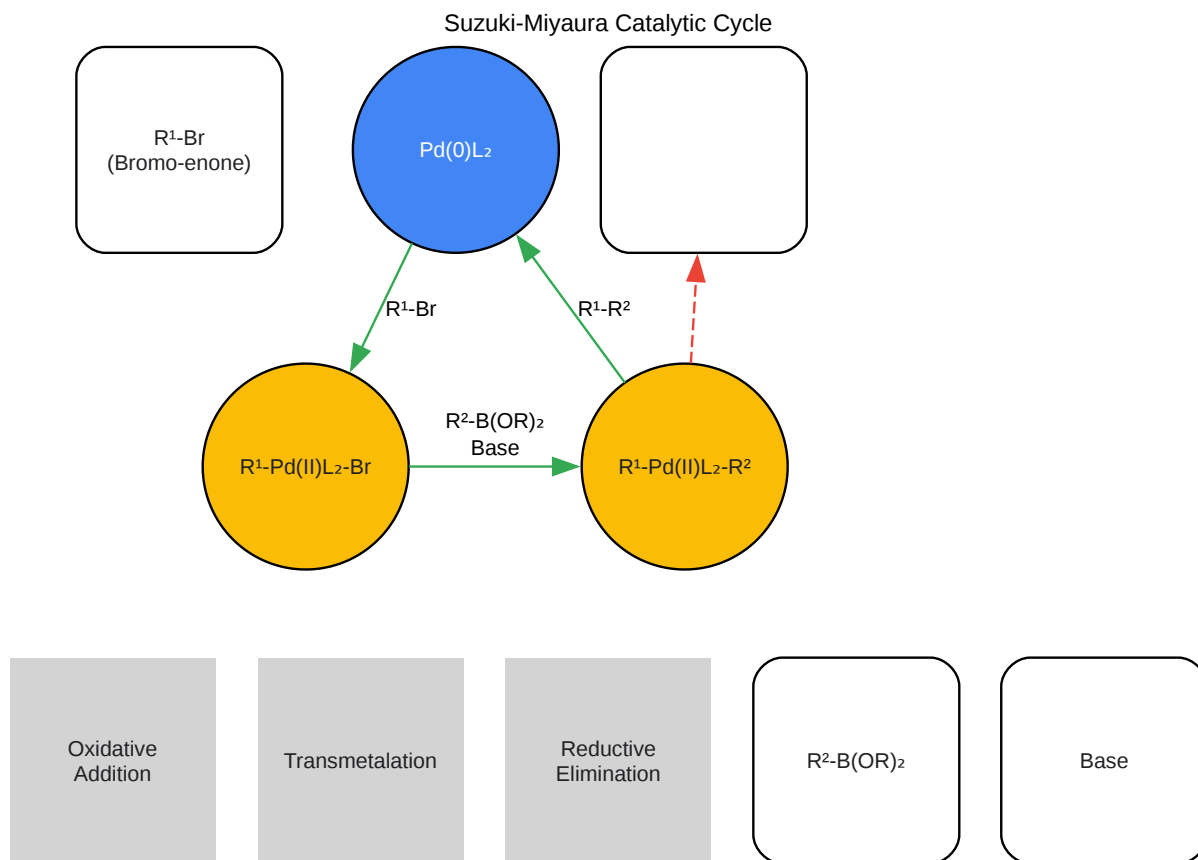 Suzuki-Miyaura Catalytic Cycle
R¹-Br
(Bromo-enone)
Pd(0)L₂
R¹-Br
R¹-R²
R²-B(OR)₂
Base
R¹-Pd(II)L₂-Br
R¹-Pd(II)L₂-R²
Oxidative
Addition
Transmetalation
Reductive
Elimination
R²-B(OR)₂
Base